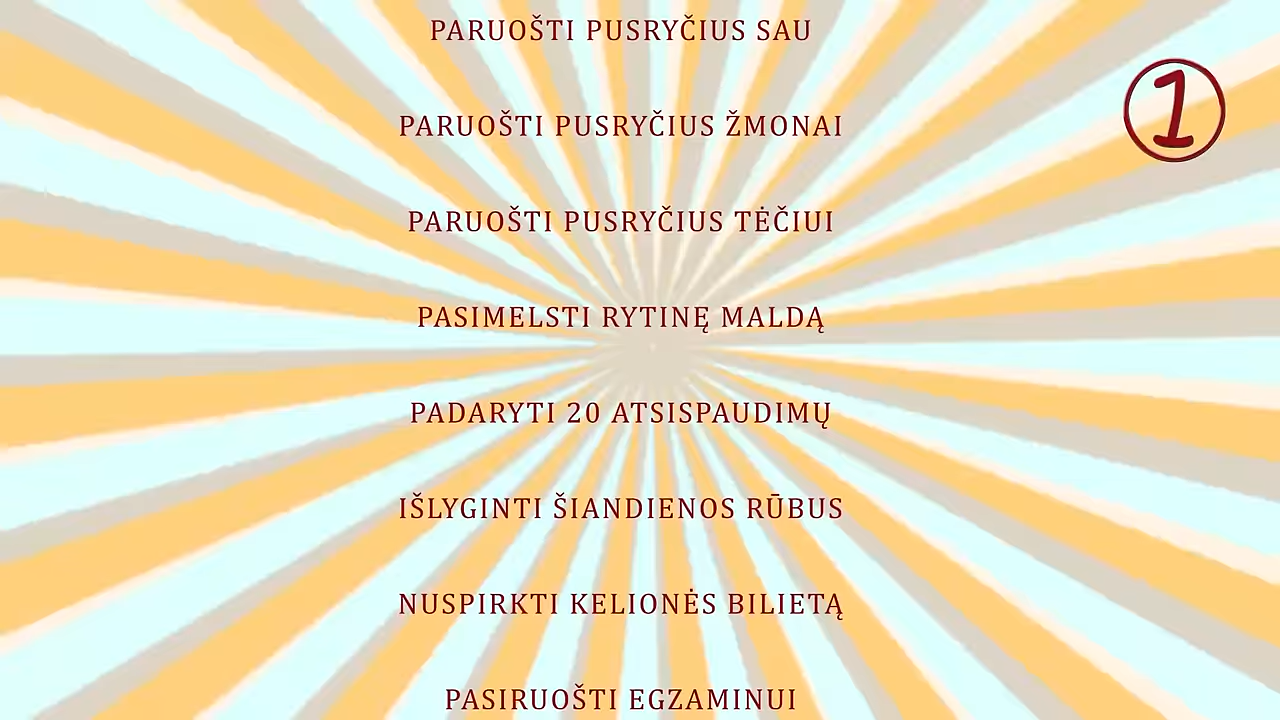 PARUOŠTI PUSRYČIUS SAU
1
PARUOŠTI PUSRYČIUS ŽMONAI
PARUOŠTI PUSRYČIUS TĖČIUI
PASIMELSTI RYTINĘ MALDĄ
PADARYTI 20 ATSISPAUDIMŲ
IŠLYGINTI ŠIANDIENOS RŪBUS
NUSPIRKTI KELIONĖS BILIETĄ
PASIRUOŠTI EGZAMINUI